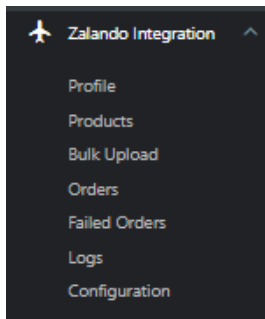 Zalando Integration
Profile
Products
Bulk Upload
Orders
Failed Orders
Logs
Configuration